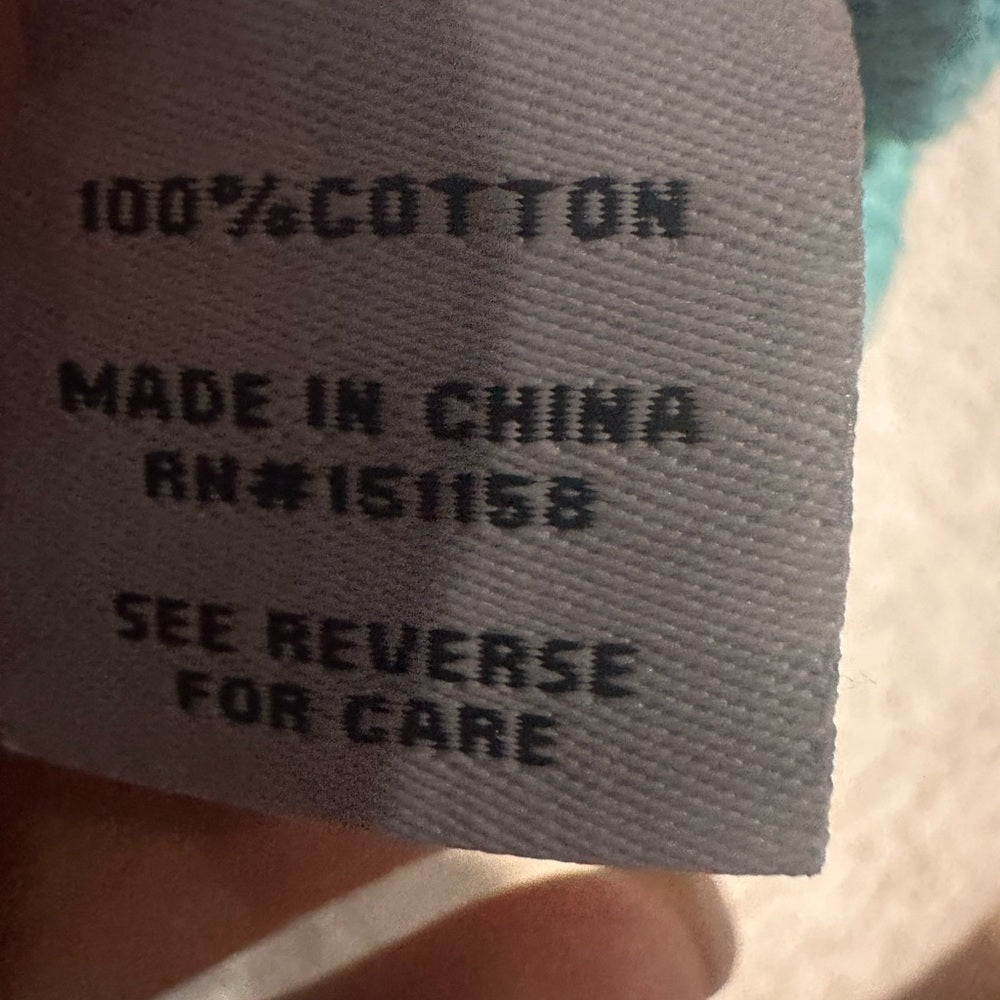 100%COTTON
MADE IN CHINA
RN#151158
SEE REVERSE
FOR CARE